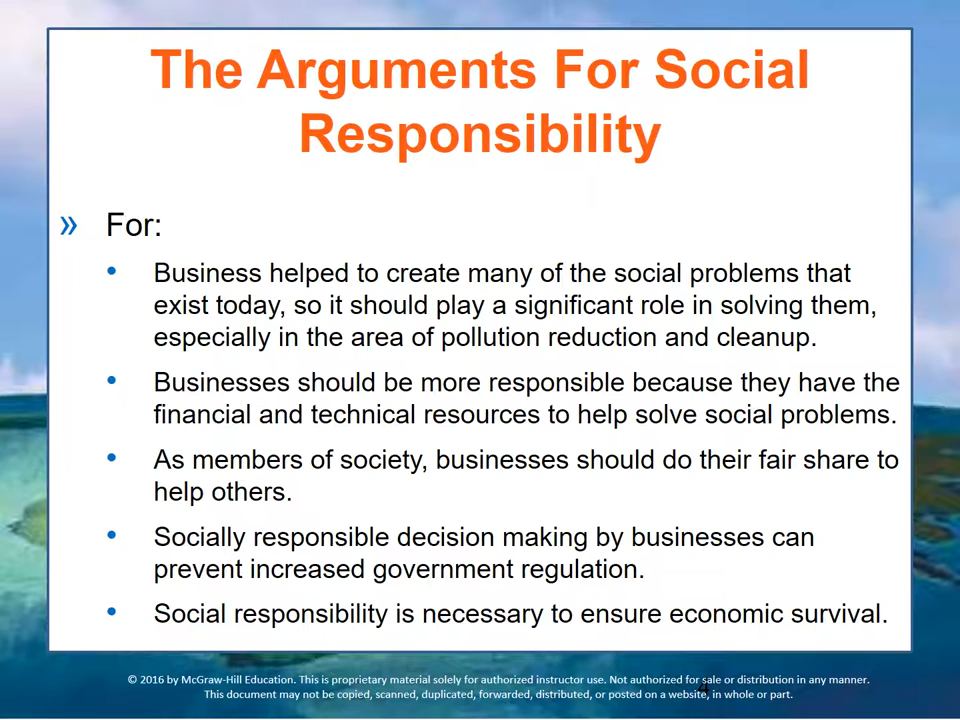 The Arguments For Social
Responsibility
» For:
• Business helped to create many of the social problems that
exist today, so it should play a significant role in solving them,
especially in the area of pollution reduction and cleanup.
• Businesses should be more responsible because they have the
financial and technical resources to help solve social problems.
• As members of society, businesses should do their fair share to
help others.
• Socially responsible decision making by businesses can
prevent increased government regulation.
• Social responsibility is necessary to ensure economic survival.
© 2016 by McGraw-Hill Education. This is proprietary material solely for authorized instructor use. Not authorized for sale or distribution in any manner.
This document may not be copied, scanned, duplicated, forwarded, distributed, or posted on a website, in whole or part.
4